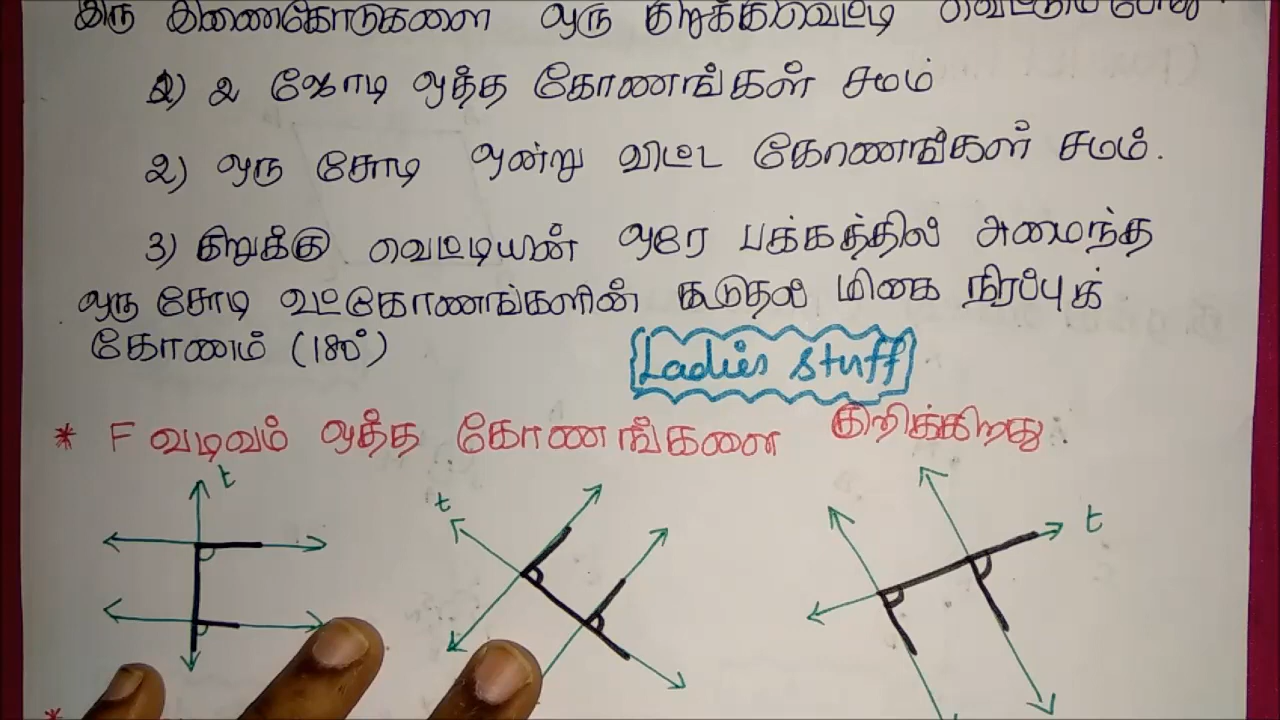 இரு இணைகோடுகளை ஒரு குறுக்குவெட்டி வெட்டும்போது
1) 2 ஜோடி ஒத்த கோணங்கள் சமம்
2) ஒரு சோடி ஒன்று விட்ட கோணங்கள் சமம்.
3) குறுக்கு வெட்டியின் ஒரே பக்கத்தில் அமைந்த
ஒரு சோடி உட்கோணங்களின் கூடுதல் மிகை நிரப்புக்
கோணம் (180°)
Ladies Stuff
* F வடிவம் ஒத்த கோணங்களை குறிக்கிறது.
t
t
t
*